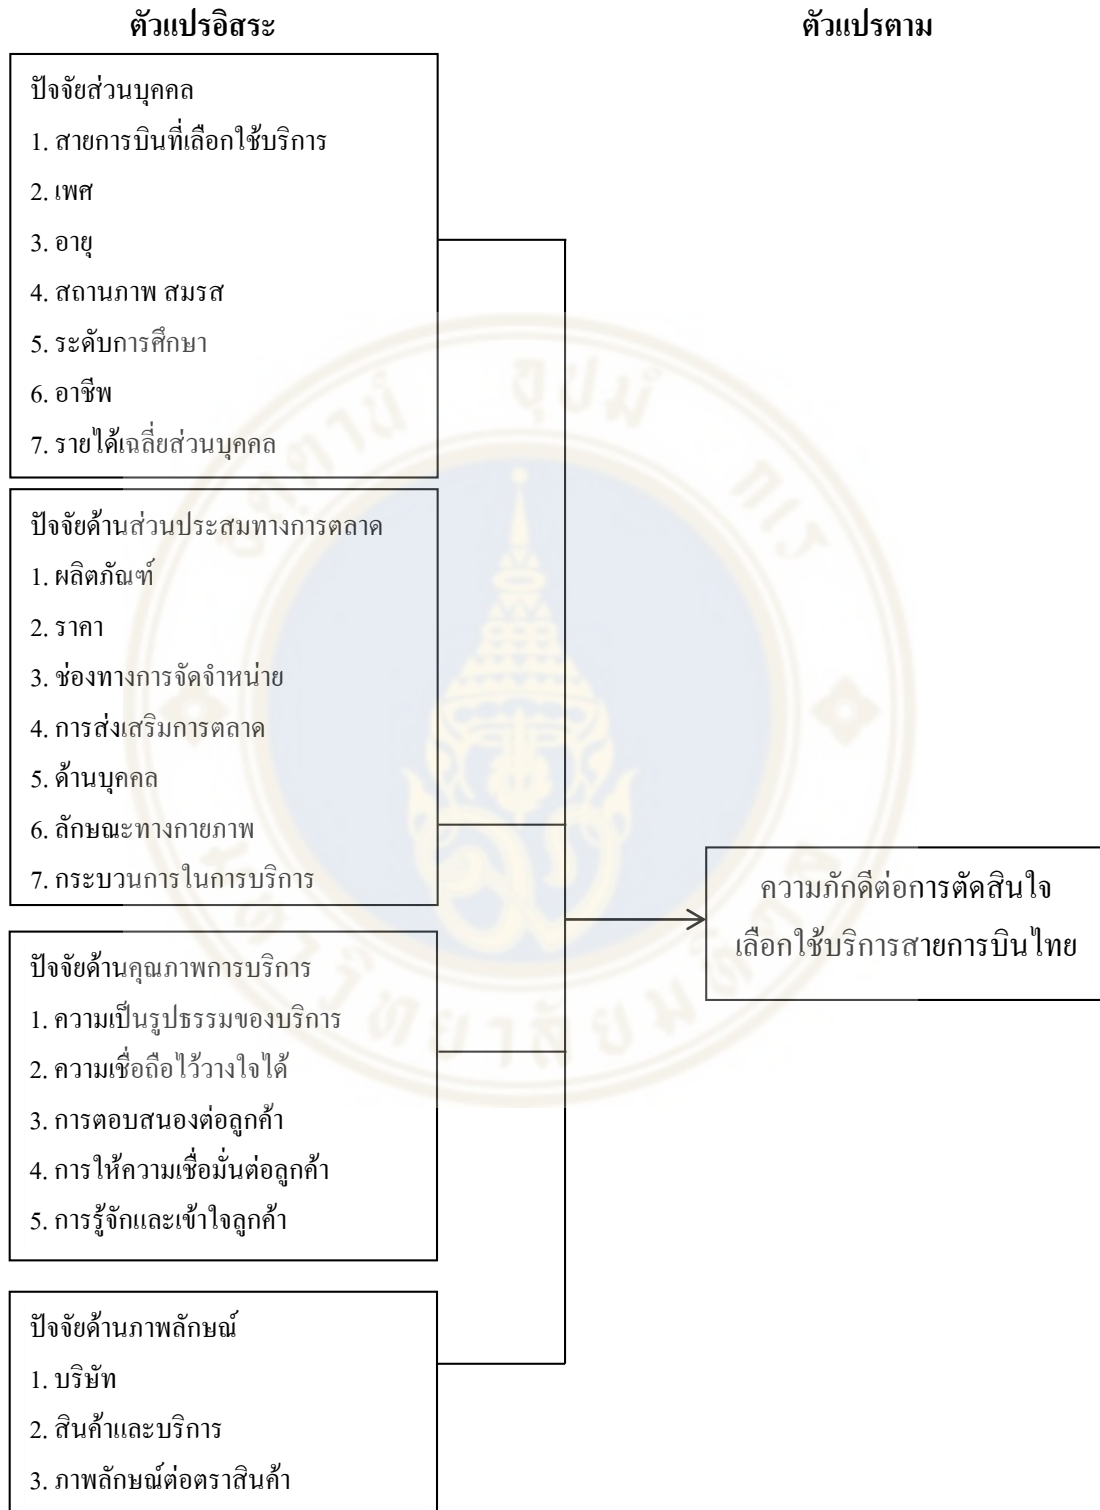 ตัวแปรอิสระ
ตัวแปรตาม
ปัจจัยส่วนบุคคล
1. สายการบินที่เลือกใช้บริการ
2. เพศ
3. อายุ
4. สถานภาพ สมรส
5. ระดับการศึกษา
6. อาชีพ
7. รายได้เฉลี่ยส่วนบุคคล
ปัจจัยด้านส่วนประสมทางการตลาด
1. ผลิตภัณฑ์
2. ราคา
3. ช่องทางการจัดจำหน่าย
4. การส่งเสริมการตลาด
5. ด้านบุคคล
6. ลักษณะทางกายภาพ
7. กระบวนการในการบริการ
ปัจจัยด้านคุณภาพการบริการ
1. ความเป็นรูปธรรมของบริการ
2. ความเชื่อถือไว้วางใจได้
3. การตอบสนองต่อลูกค้า
4. การให้ความเชื่อมั่นต่อลูกค้า
5. การรู้จักและเข้าใจลูกค้า
ปัจจัยด้านภาพลักษณ์
1. บริษัท
2. สินค้าและบริการ
3. ภาพลักษณ์ต่อตราสินค้า
ความภักดีต่อการตัดสินใจ
เลือกใช้บริการสายการบินไทย